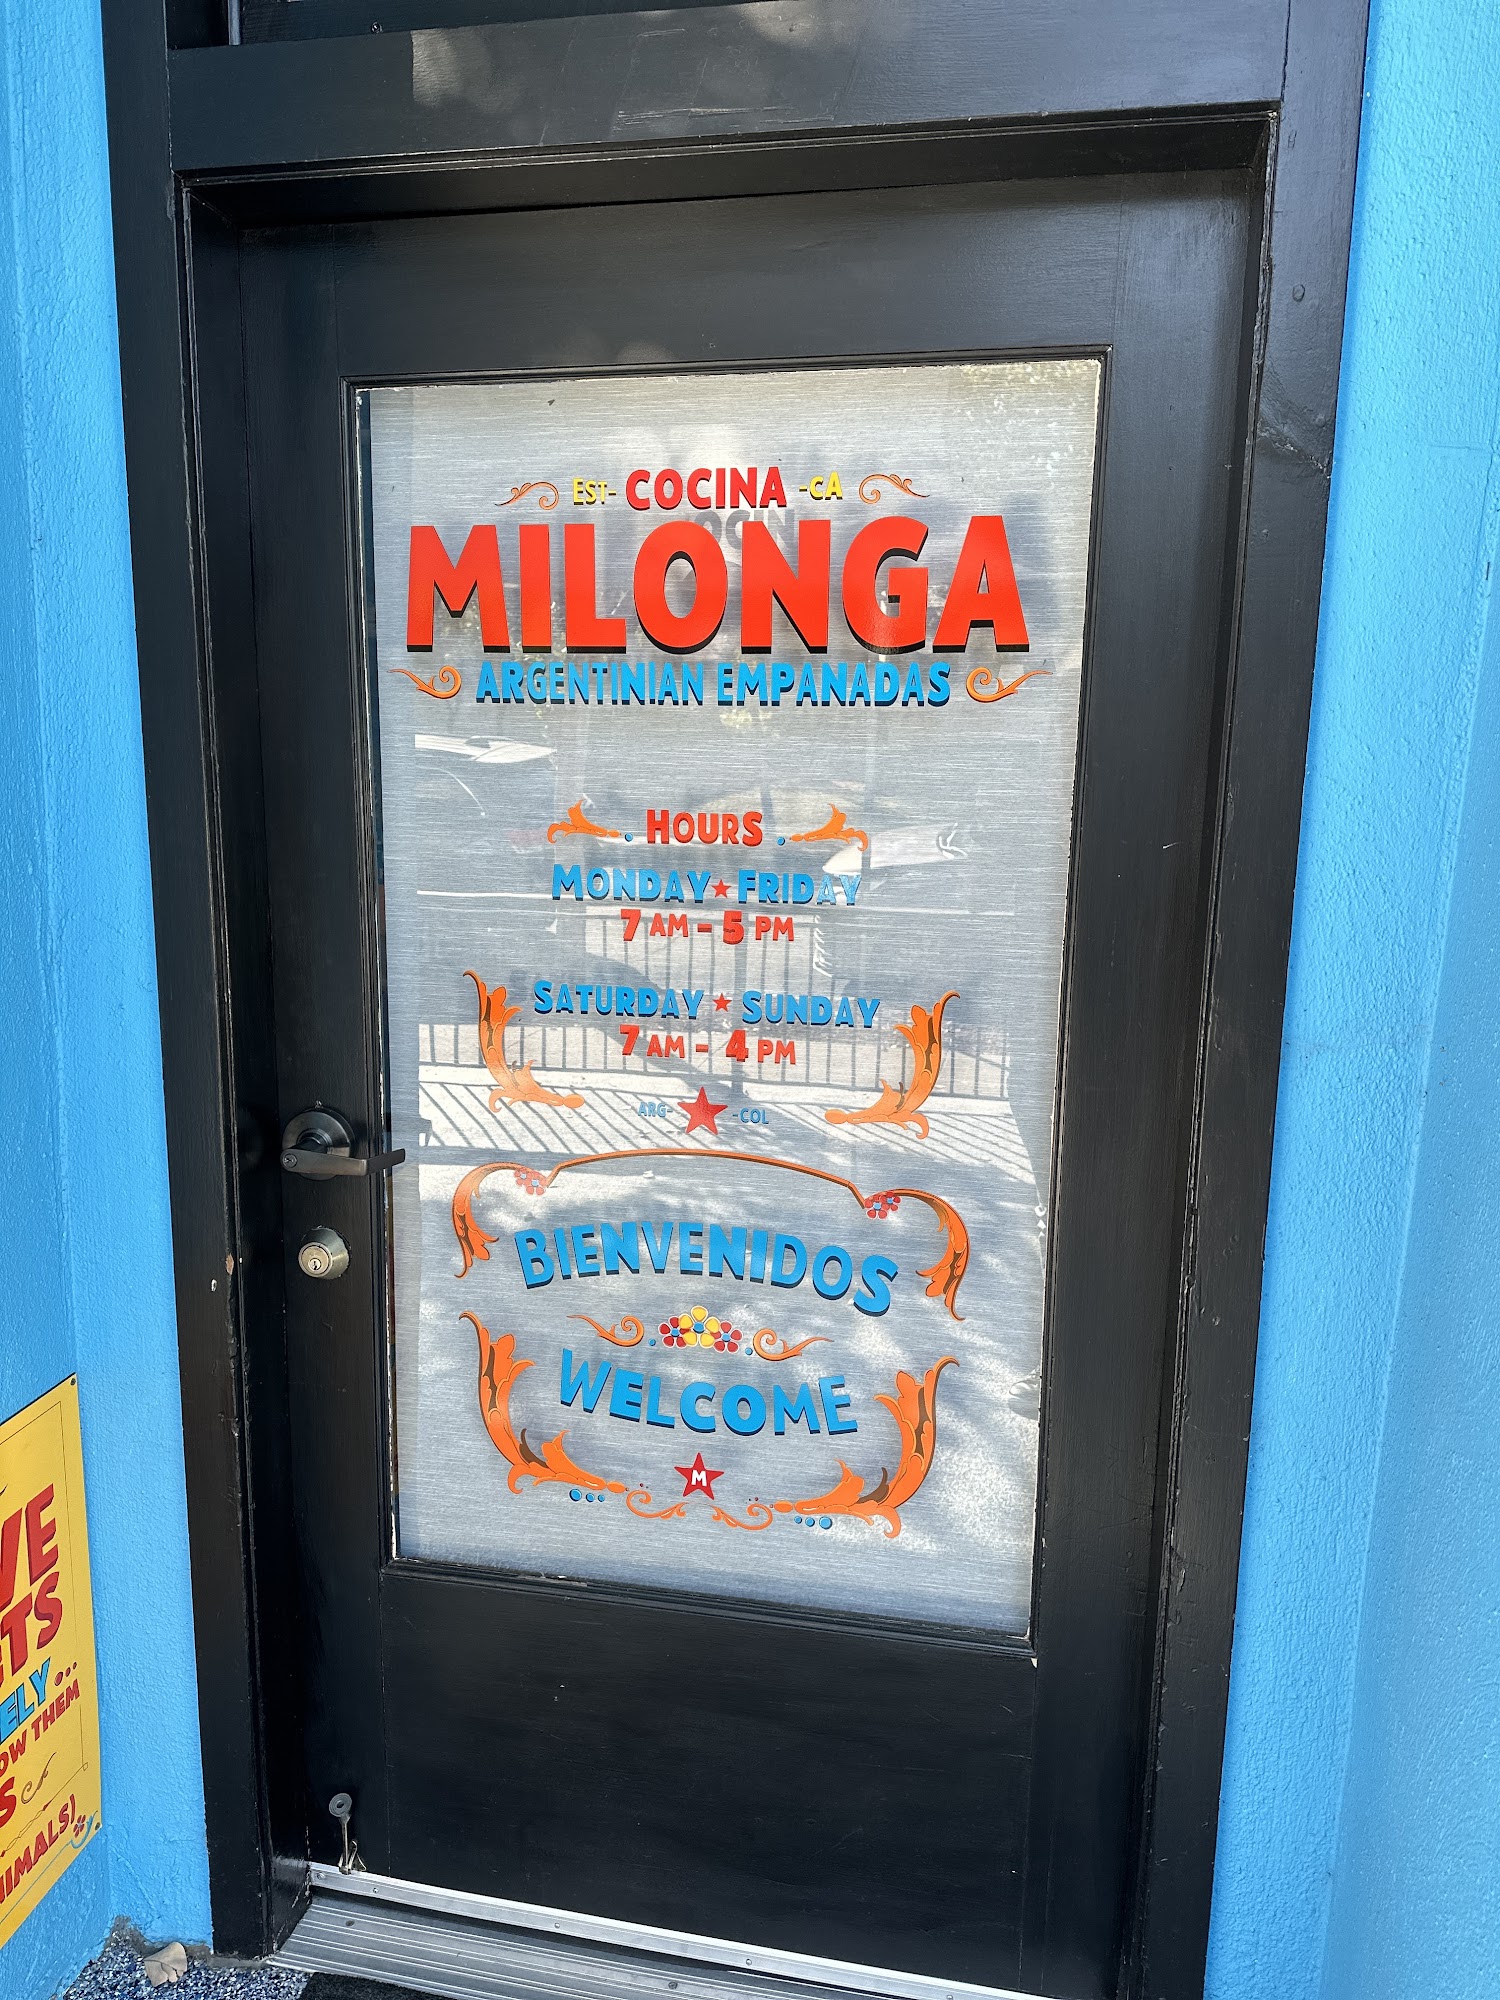 EST- COCINA -CA
MILONGA
ARGENTINIAN EMPANADAS
HOURS
MONDAY ★ FRIDAY
7 AM - 5 PM
SATURDAY ★ SUNDAY
7 AM - 4 PM
ARG- ★ -COL
BIENVENIDOS
WELCOME
M
THEM